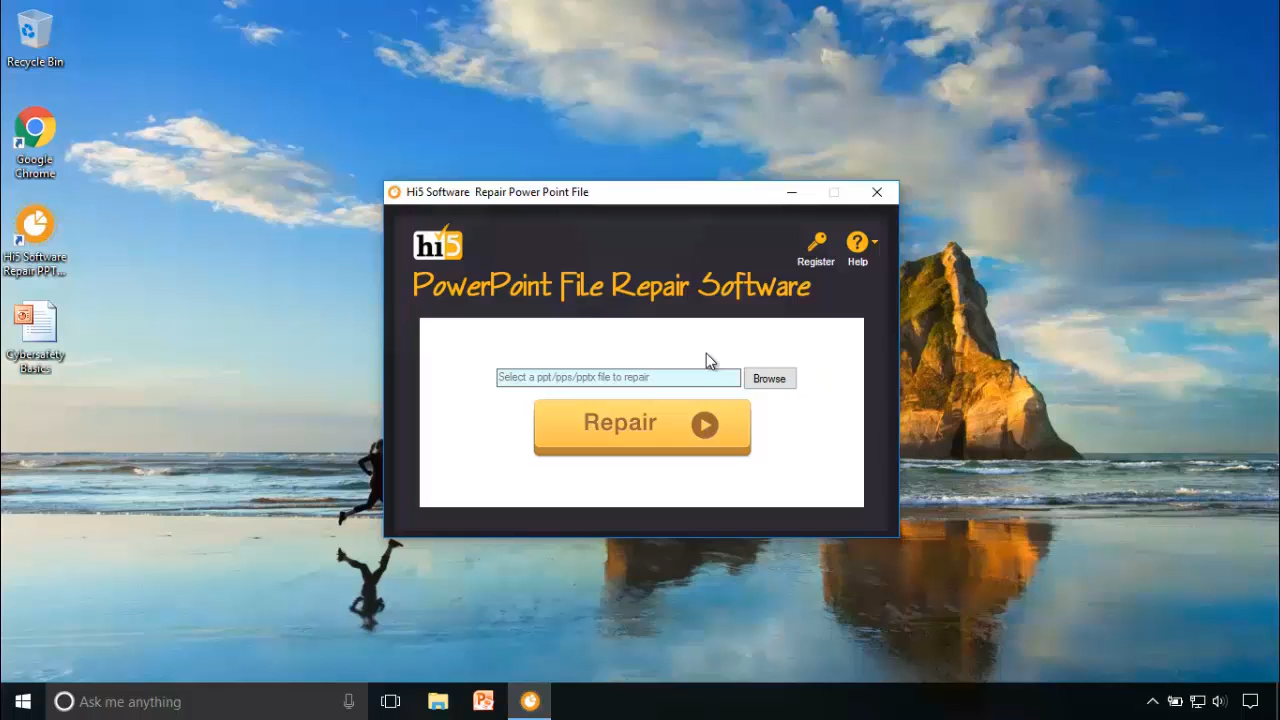 Recycle Bin
Google
Chrome
Hi5 Software
Repair PPT...
Cybersafety
Basics
Hi5 Software  Repair Power Point File
hi5
Register
Help
PowerPoint File Repair Software
Select a ppt/pps/pptx file to repair
Browse
Repair
Ask me anything